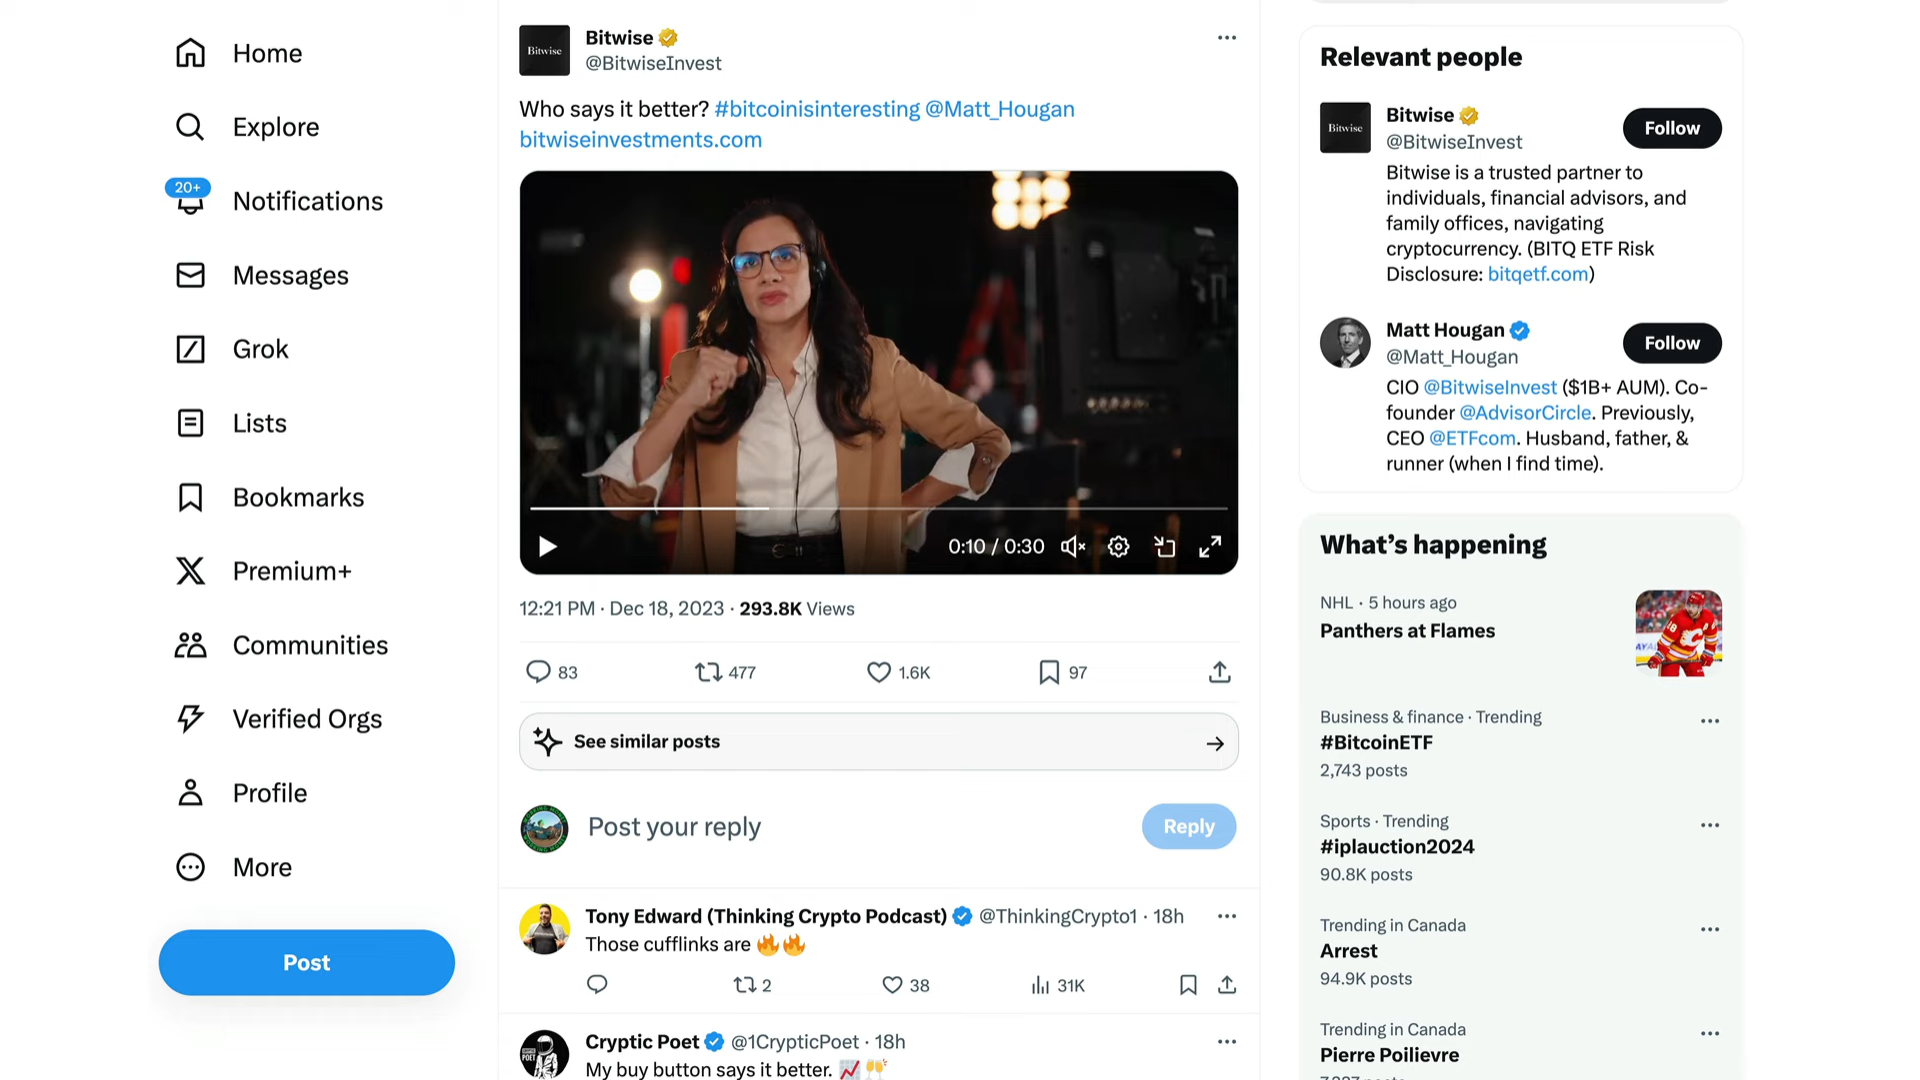 Home
Explore
20+
Notifications
Messages
Grok
Lists
Bookmarks
Premium+
Communities
Verified Orgs
Profile
More
Post
Bitwise
Bitwise
@BitwiseInvest
Who says it better? #bitcoinisinteresting @Matt_Hougan
bitwiseinvestments.com
0:10 / 0:30
12:21 PM · Dec 18, 2023 · 293.8K Views
83
477
1.6K
97
See similar posts
Post your reply
Reply
Tony Edward (Thinking Crypto Podcast) @ThinkingCrypto1 · 18h
Those cufflinks are 🔥🔥
2
38
31K
Cryptic Poet @1CrypticPoet · 18h
My buy button says it better. 📈🥂
Relevant people
Bitwise
Bitwise
@BitwiseInvest
Follow
Bitwise is a trusted partner to
individuals, financial advisors, and
family offices, navigating
cryptocurrency. (BITQ ETF Risk
Disclosure: bitqetf.com)
Matt Hougan
@Matt_Hougan
Follow
CIO @BitwiseInvest ($1B+ AUM). Co-
founder @AdvisorCircle. Previously,
CEO @ETFcom. Husband, father, &
runner (when I find time).
What's happening
NHL · 5 hours ago
Panthers at Flames
Business & finance · Trending
#BitcoinETF
2,743 posts
Sports · Trending
#iplauction2024
90.8K posts
Trending in Canada
Arrest
94.9K posts
Trending in Canada
Pierre Poilievre